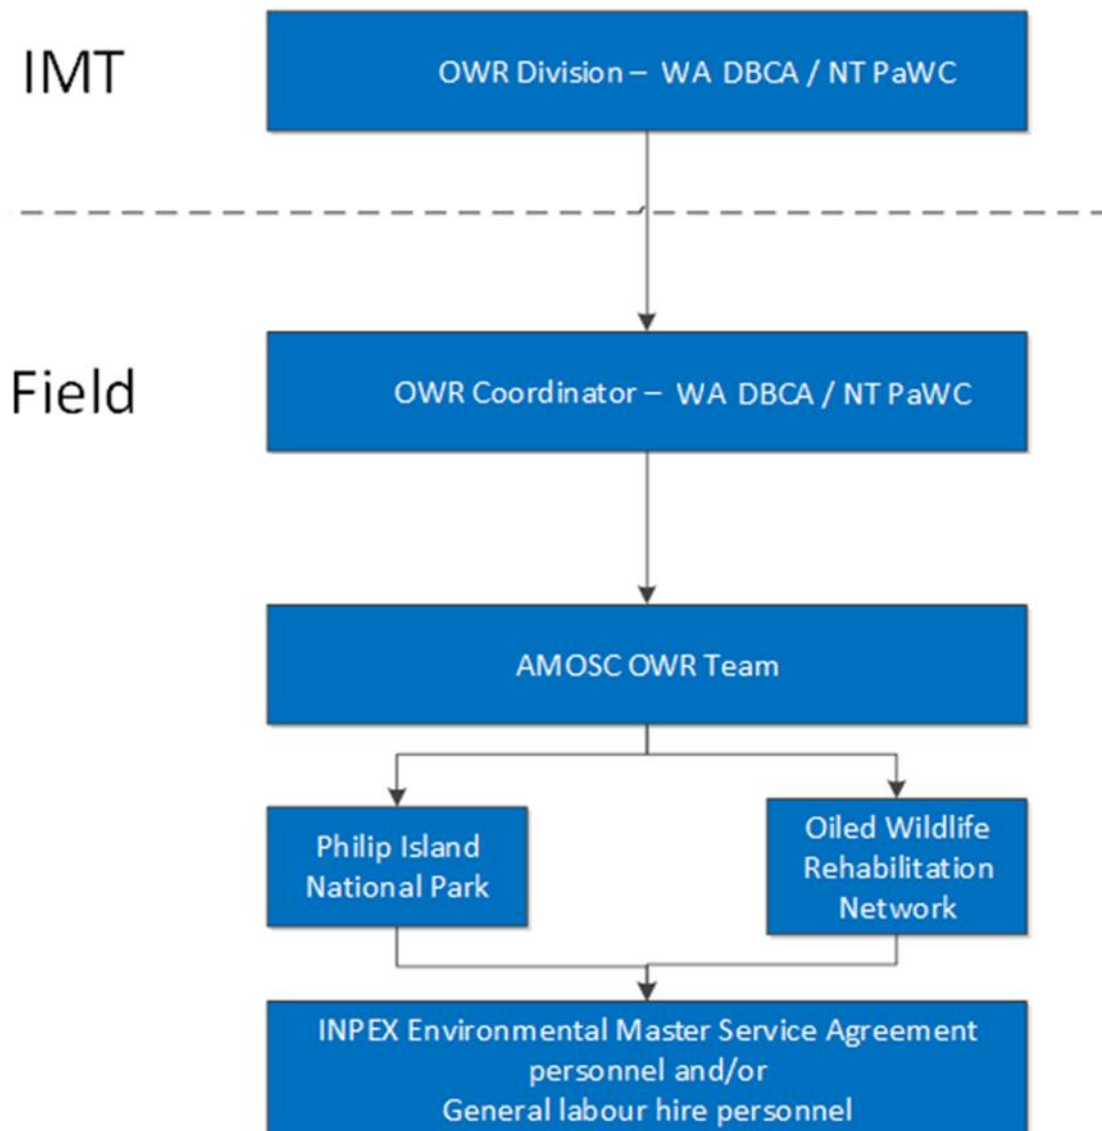 IMT
OWR Division – WA DBCA / NT PaWC
Field
OWR Coordinator – WA DBCA / NT PaWC
AMOSC OWR Team
Philip Island
National Park
Oiled Wildlife
Rehabilitation
Network
INPEX Environmental Master Service Agreement
personnel and/or
General labour hire personnel